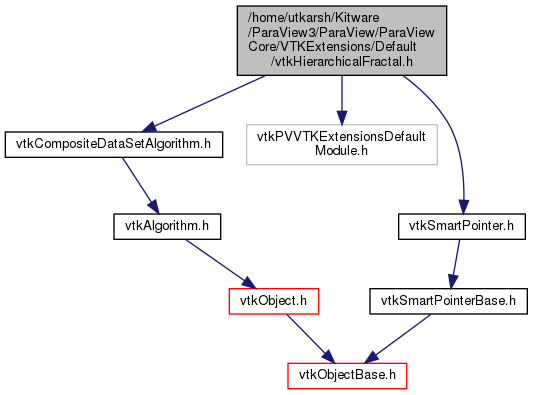 /home/utkarsh/Kitware
/ParaView3/ParaView/ParaView
Core/VTKExtensions/Default
/vtkHierarchicalFractal.h
vtkCompositeDataSetAlgorithm.h
vtkPVVTKExtensionsDefault
Module.h
vtkAlgorithm.h
vtkSmartPointer.h
vtkObject.h
vtkSmartPointerBase.h
vtkObjectBase.h